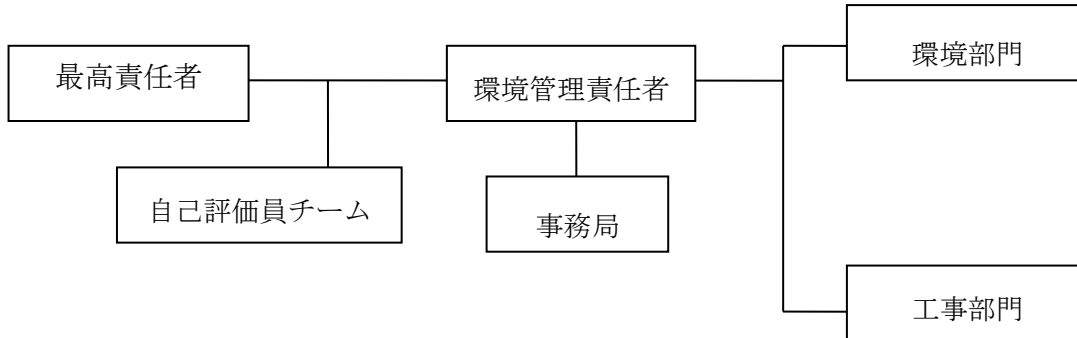 最高責任者
環境管理責任者
環境部門
自己評価員チーム
事務局
工事部門